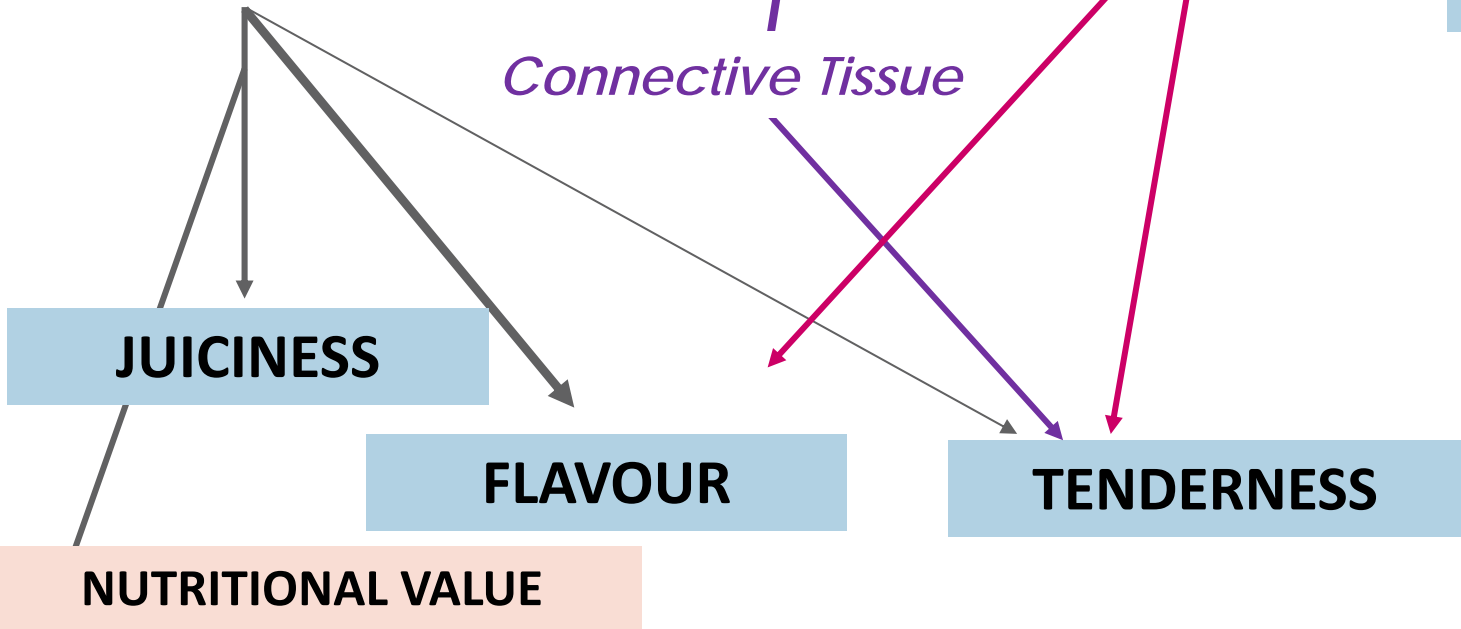 Connective Tissue
JUICINESS
FLAVOUR
TENDERNESS
NUTRITIONAL VALUE